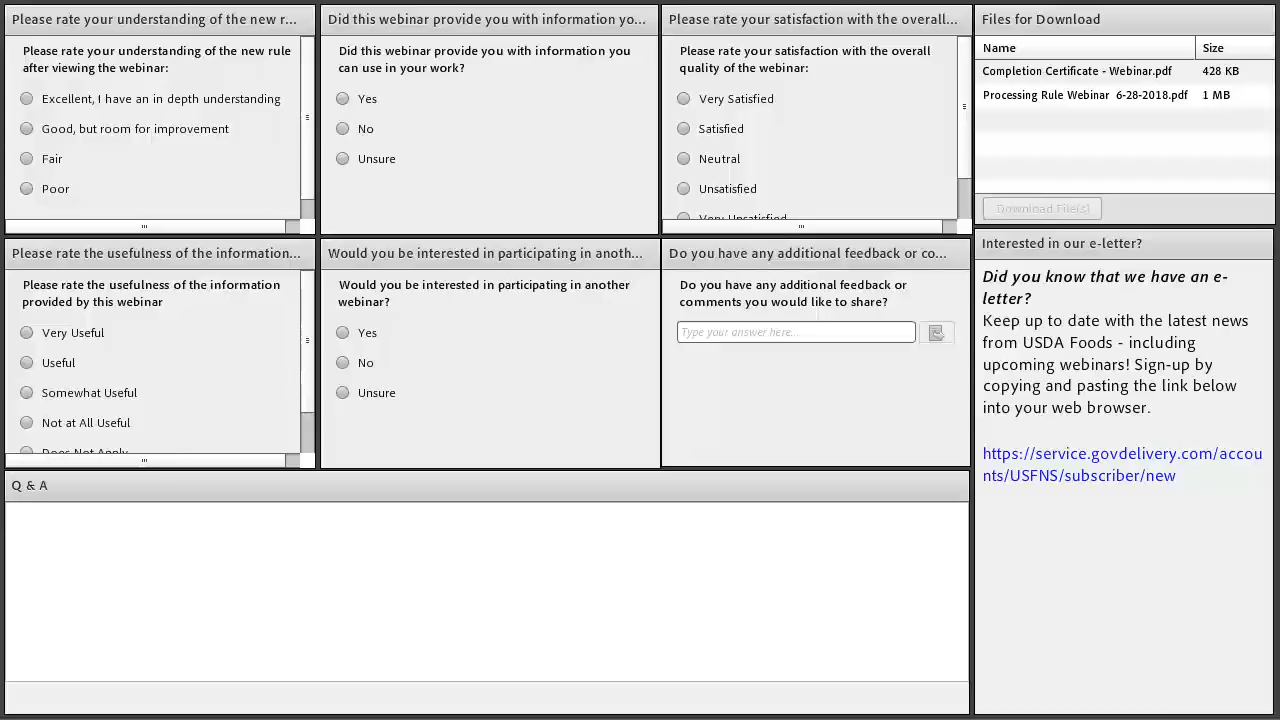 Please rate your understanding of the new r...
Please rate your understanding of the new rule
after viewing the webinar:
Excellent, I have an in depth understanding
Good, but room for improvement
Fair
Poor
Did this webinar provide you with information yo...
Did this webinar provide you with information you
can use in your work?
Yes
No
Unsure
Please rate your satisfaction with the overall...
Please rate your satisfaction with the overall
quality of the webinar:
Very Satisfied
Satisfied
Neutral
Unsatisfied
Very Unsatisfied
Files for Download
Name Size
Completion Certificate - Webinar.pdf 428 KB
Processing Rule Webinar 6-28-2018.pdf 1 MB
Download File(s)
Please rate the usefulness of the information...
Please rate the usefulness of the information
provided by this webinar
Very Useful
Useful
Somewhat Useful
Not at All Useful
Does Not Apply
Would you be interested in participating in anoth...
Would you be interested in participating in another
webinar?
Yes
No
Unsure
Do you have any additional feedback or co...
Do you have any additional feedback or
comments you would like to share?
Type your answer here...
Interested in our e-letter?
Did you know that we have an e-
letter?
Keep up to date with the latest news
from USDA Foods - including
upcoming webinars! Sign-up by
copying and pasting the link below
into your web browser.
https://service.govdelivery.com/accou
nts/USFNS/subscriber/new
Q & A